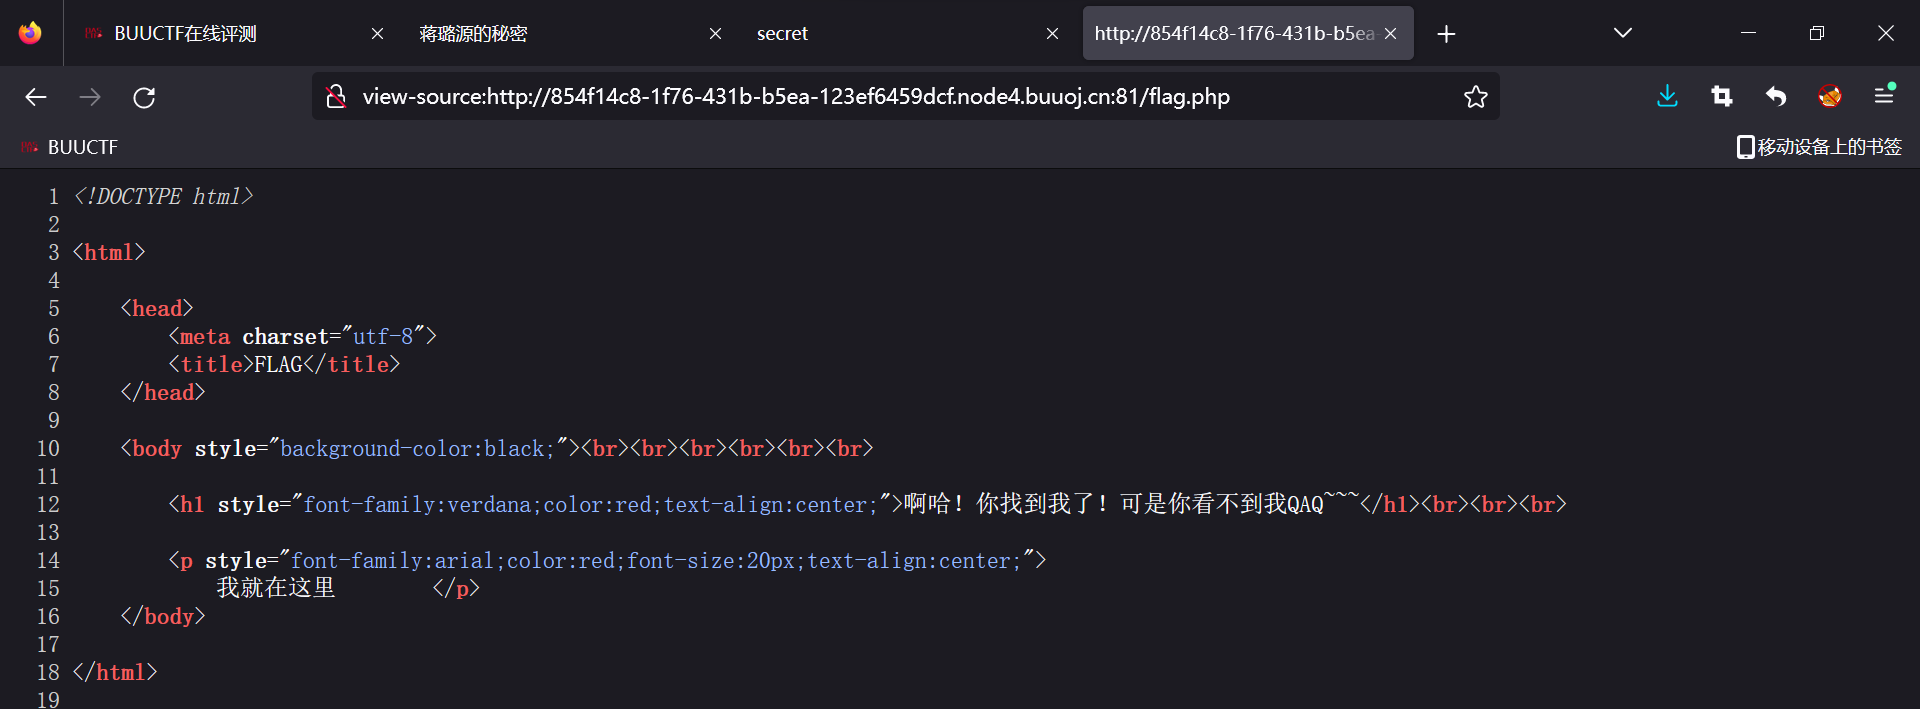 BUUCTF在线评测
蒋璐源的秘密
secret
http://854f14c8-1f76-431b-b5ea-
view-source:http://854f14c8-1f76-431b-b5ea-123ef6459dcf.node4.buuoj.cn:81/flag.php
BUUCTF
移动设备上的书签
1 <!DOCTYPE html>
2
3 <html>
4
5     <head>
6         <meta charset="utf-8">
7         <title>FLAG</title>
8     </head>
9
10     <body style="background-color:black;"><br><br><br><br><br><br>
11
12         <h1 style="font-family:verdana;color:red;text-align:center;">啊哈！你找到我了！可是你看不到我QAQ~~~</h1><br><br><br>
13
14         <p style="font-family:arial;color:red;font-size:20px;text-align:center;">
15             我就在这里        </p>
16     </body>
17
18 </html>
19